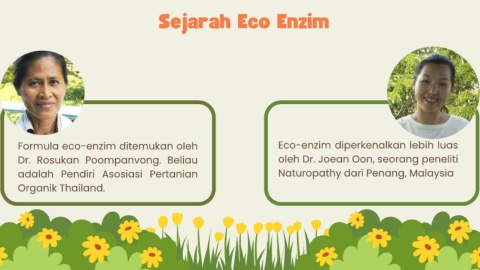 Sejarah Eco Enzim
Formula eco-enzim ditemukan oleh
Dr. Rosukan Poompanvong. Beliau
adalah Pendiri Asosiasi Pertanian
Organik Thailand.
Eco-enzim diperkenalkan lebih luas
oleh Dr. Joean Oon, seorang peneliti
Naturopathy dari Penang, Malaysia